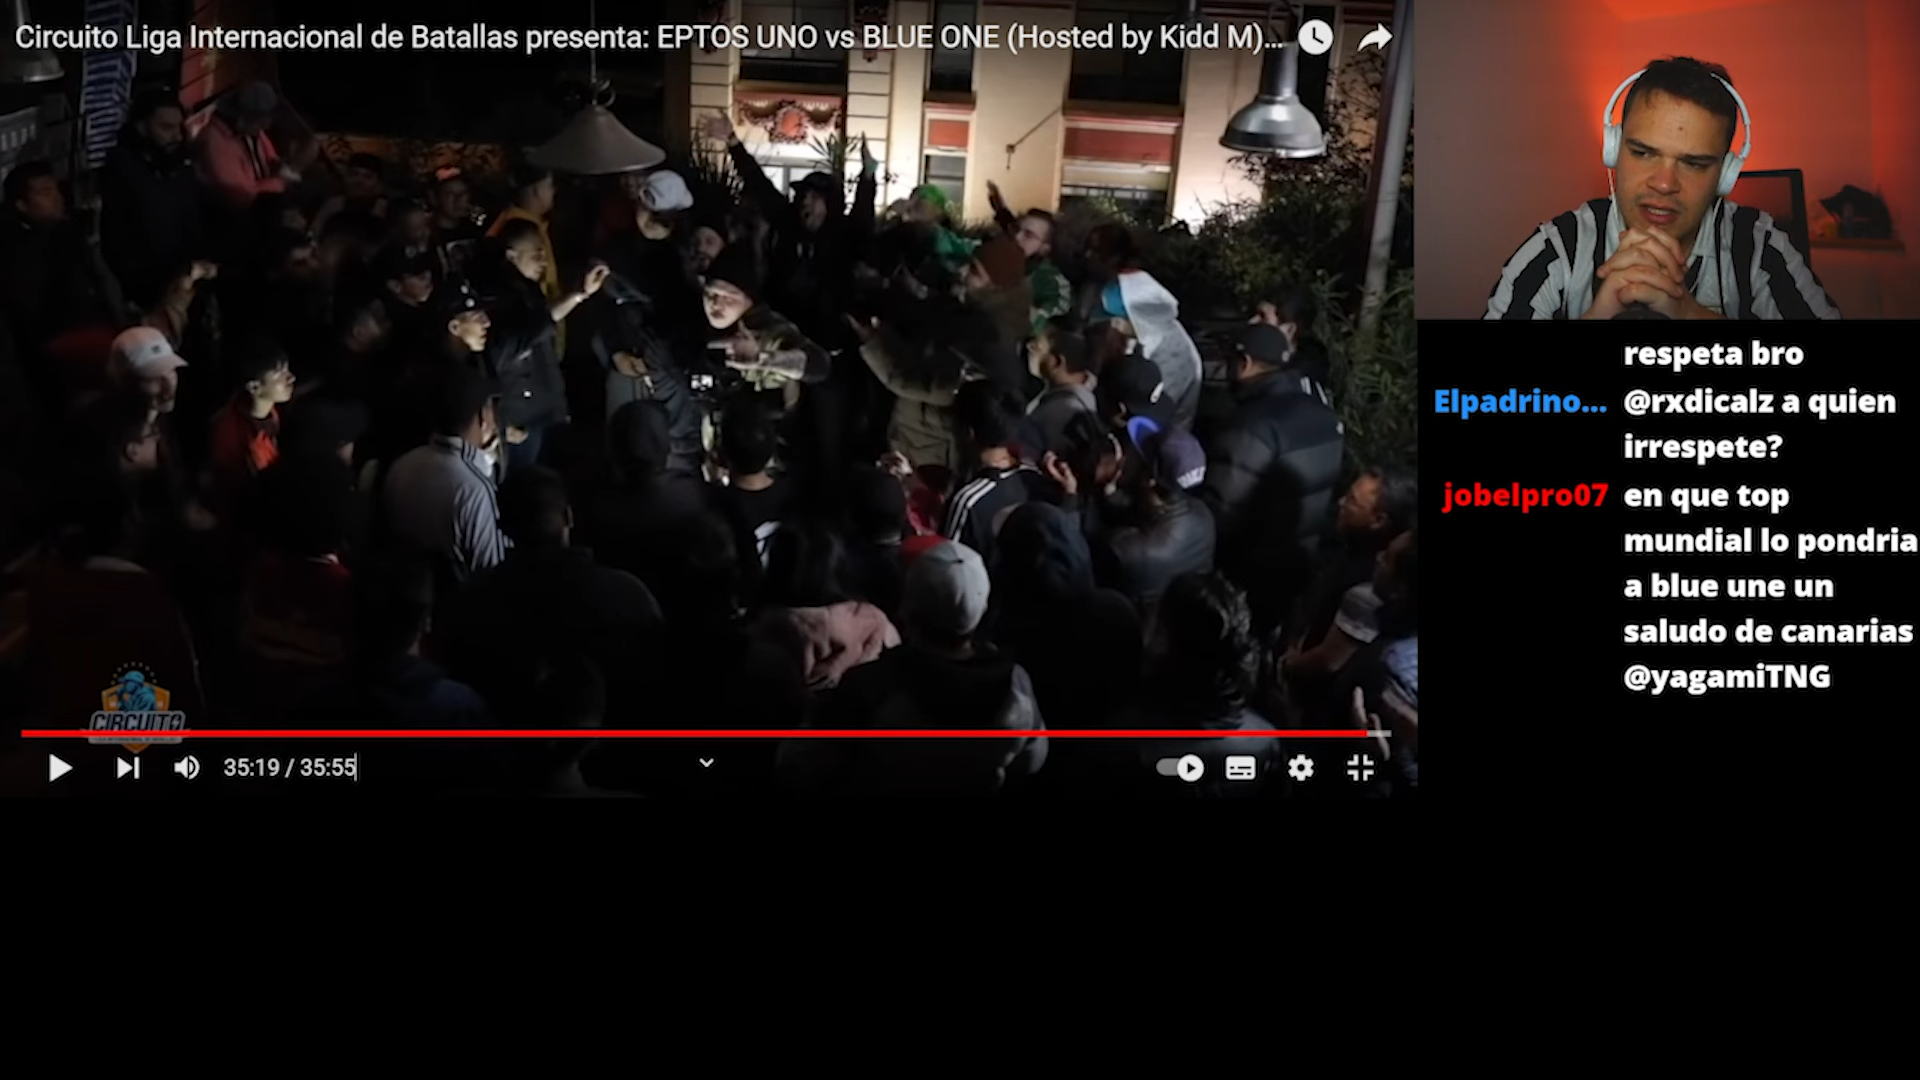 Circuito Liga Internacional de Batallas presenta: EPTOS UNO vs BLUE ONE (Hosted by Kidd M)...
respeta bro
Elpadrino... @rxdicalz a quien
irrespete?
jobelpro07 en que top
mundial lo pondria
a blue une un
saludo de canarias
@yagamiTNG
CIRCUITO
35:19 / 35:55